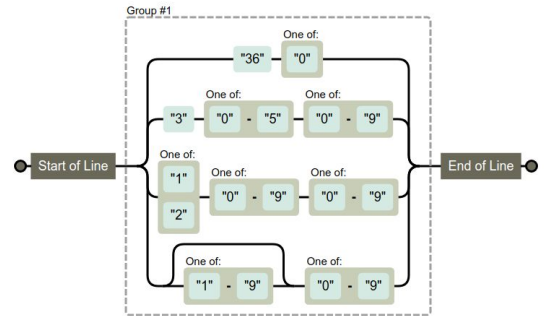 Group #1
One of:
"36" "0"
One of: One of:
"3" "0" - "5" "0" - "9"
One of:
Start of Line End of Line
"1" One of: One of:
"0" - "9" "0" - "9"
"2"
One of: One of:
"1" - "9" "0" - "9"